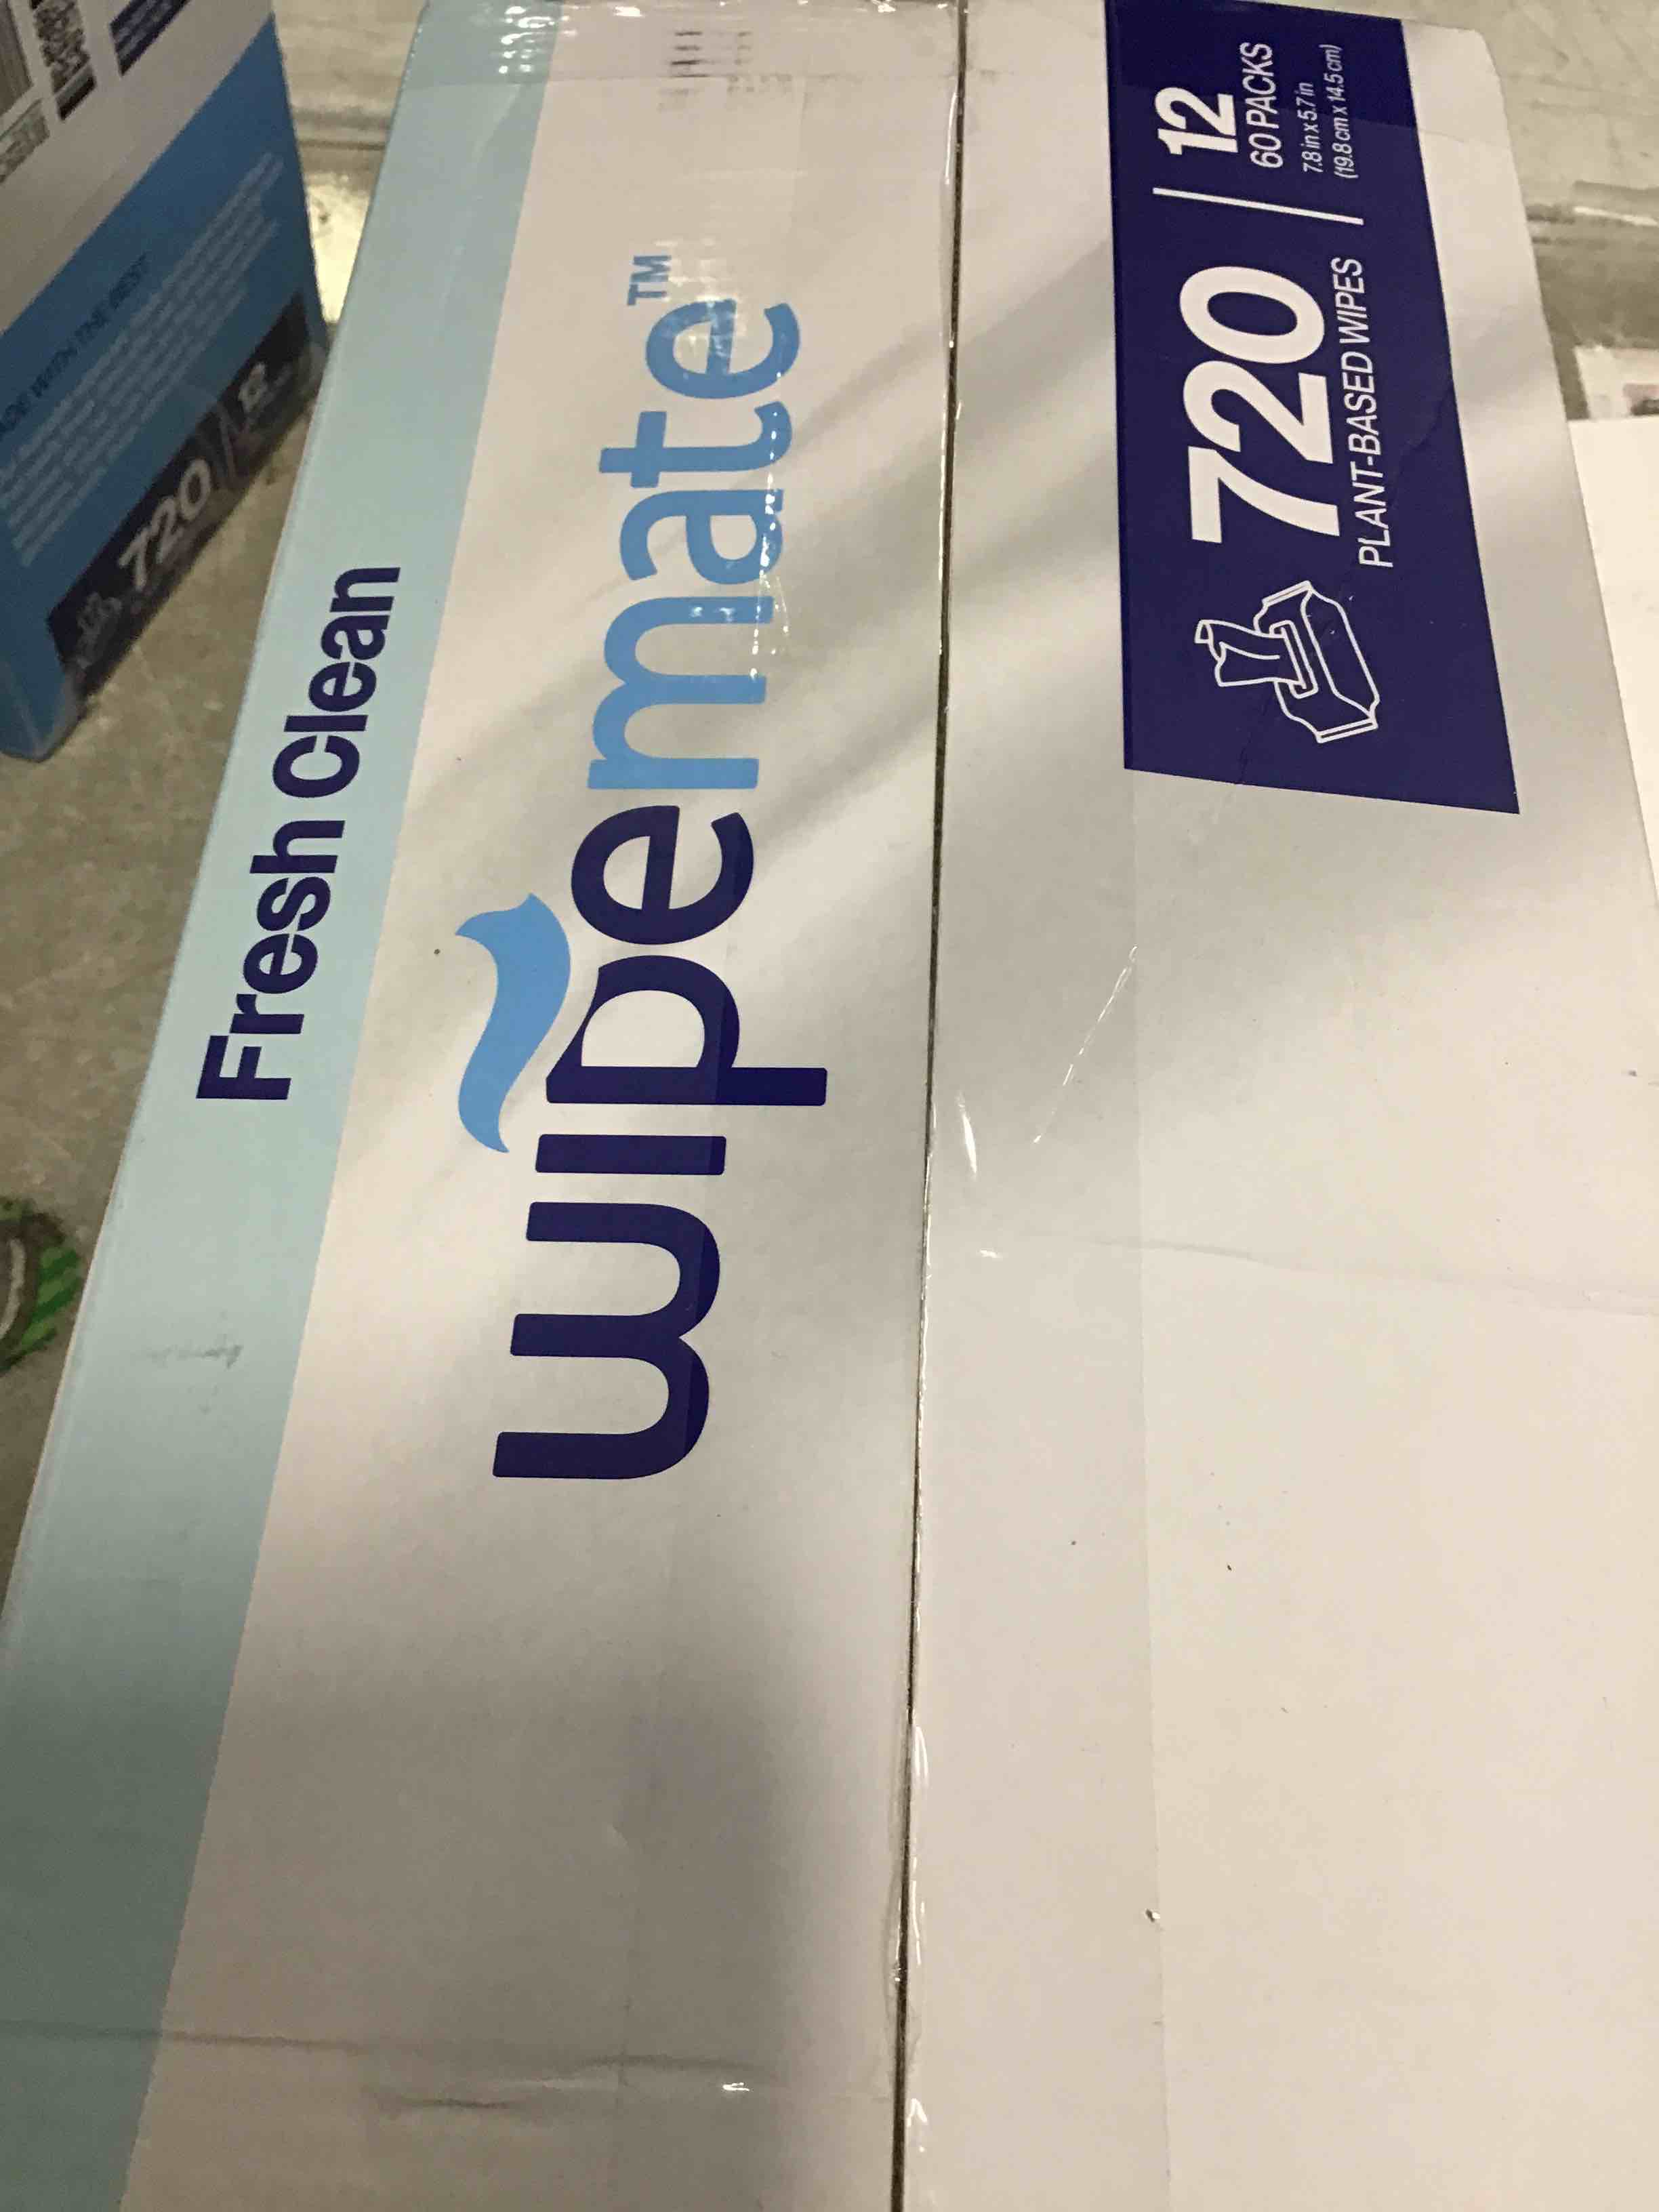 Fresh Clean
wipemate™
720
PLANT-BASED WIPES
12
60 PACKS
7.8 in x 5.7 in
(19.8 cm x 14.5 cm)
720
12